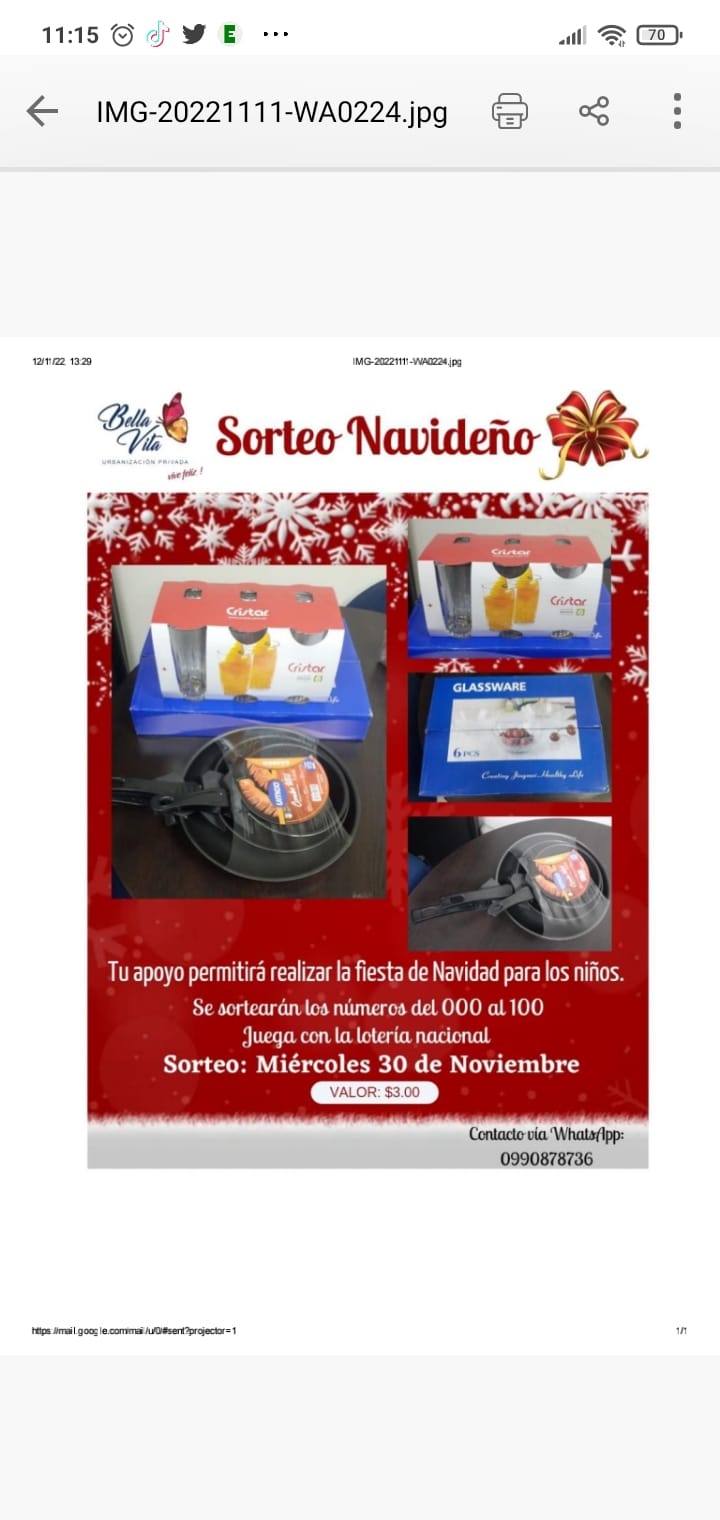 11:15
E
70
IMG-20221111-WA0224.jpg
12/11/22, 13:29
IMG-20221111-WA0224.jpg
Bella
Vita
URBANIZACIÓN PRIVADA
vive feliz !
Sorteo Navideño
Cristar
Cristar
Cristar
Cristar
GLASSWARE
6 PCS
umco
Tu apoyo permitirá realizar la fiesta de Navidad para los niños.
Se sortearán los números del 000 al 100
Juega con la lotería nacional
Sorteo: Miércoles 30 de Noviembre
VALOR: $3.00
Contacto vía WhatsApp:
0990878736
https://mail.google.com/mail/u/0/#sent?projector=1
1/1